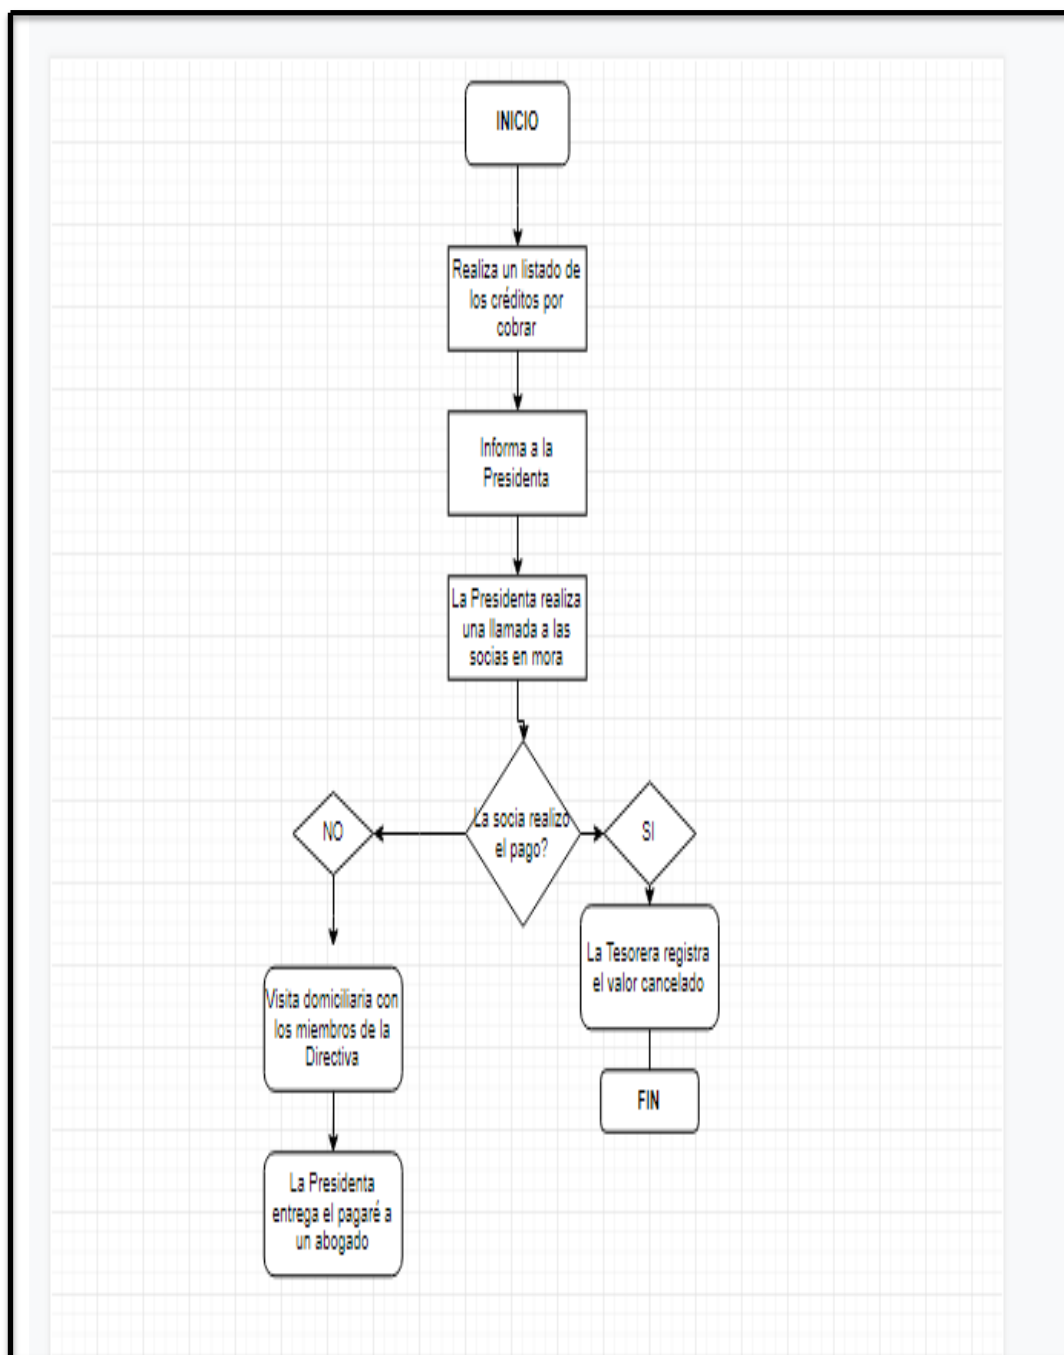 INICIO
Realiza un listado de
los créditos por
cobrar
Informa a la
Presidenta
La Presidenta realiza
una llamada a las
socias en mora
La socia realizo
el pago?
NO
SI
La Tesorera registra
el valor cancelado
Visita domiciliaria con
los miembros de la
Directiva
FIN
La Presidenta
entrega el pagaré a
un abogado